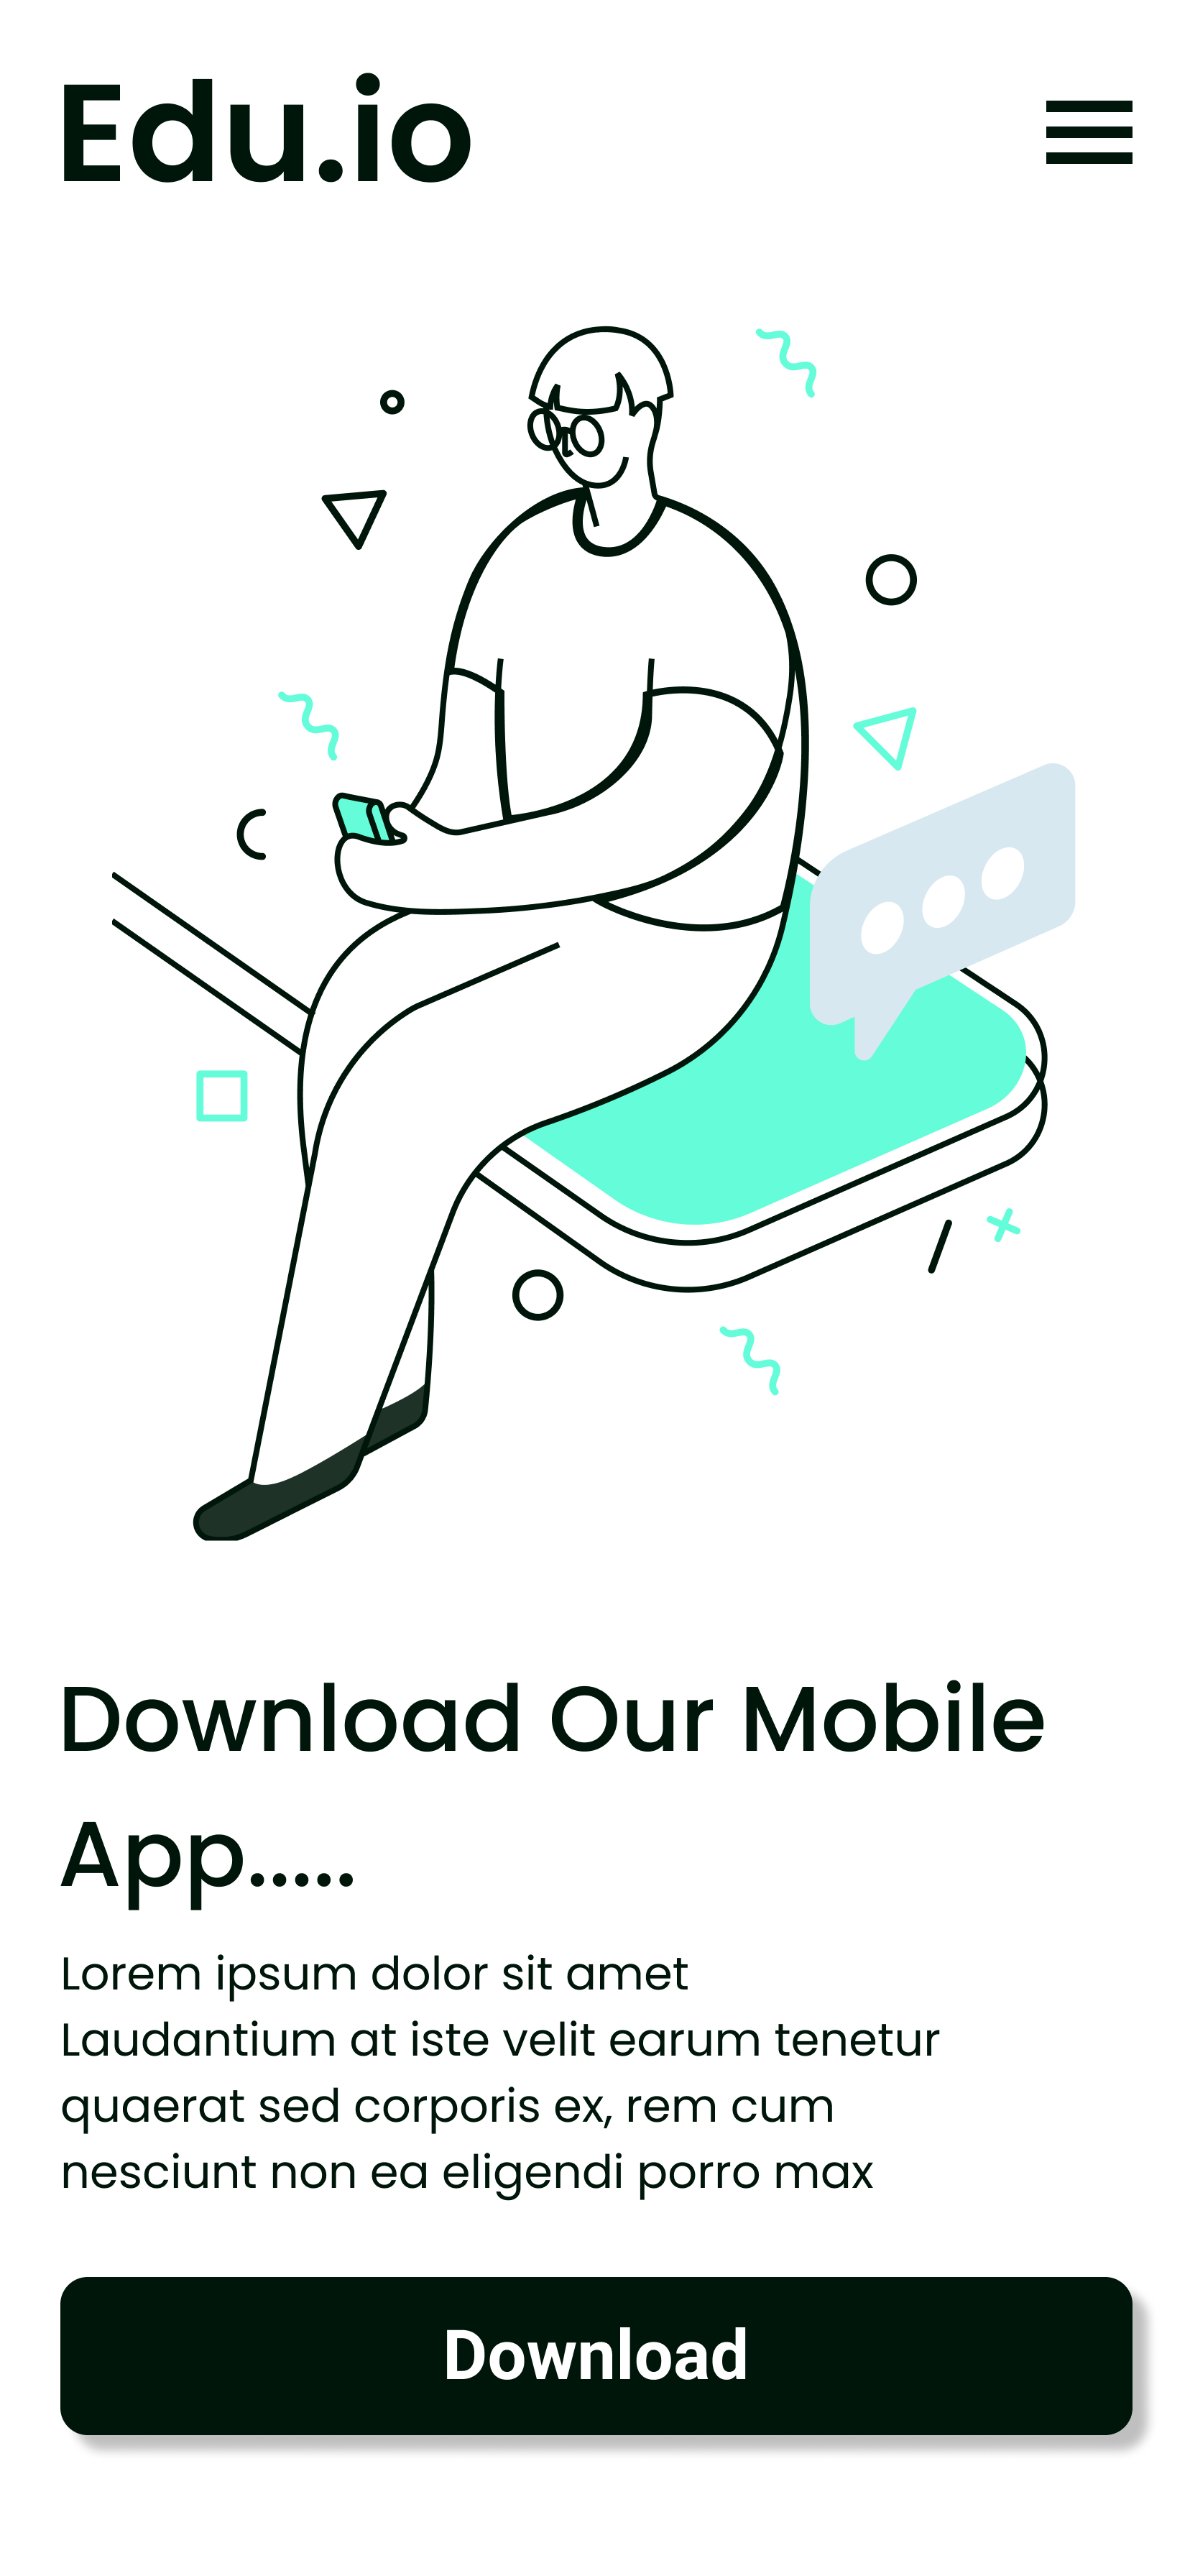 Edu.io
Download Our Mobile
App.....
Lorem ipsum dolor sit amet
Laudantium at iste velit earum tenetur
quaerat sed corporis ex, rem cum
nesciunt non ea eligendi porro max
Download